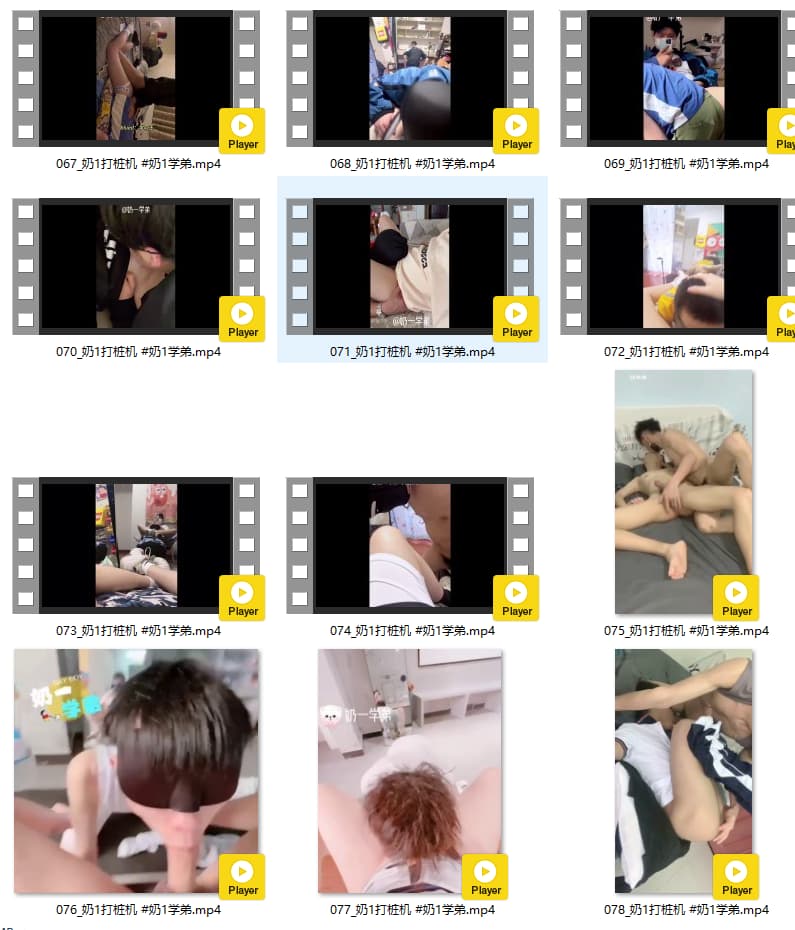 Player
Player
Play
067_奶1打桩机 #奶1学弟.mp4
068_奶1打桩机 #奶1学弟.mp4
069_奶1打桩机 #奶1学弟.mp4
@奶一学弟
@奶一学弟
Player
Player
Play
070_奶1打桩机 #奶1学弟.mp4
071_奶1打桩机 #奶1学弟.mp4
072_奶1打桩机 #奶1学弟.mp4
Player
Player
Player
073_奶1打桩机 #奶1学弟.mp4
074_奶1打桩机 #奶1学弟.mp4
075_奶1打桩机 #奶1学弟.mp4
奶一
学弟
奶一学弟
Player
Player
Player
076_奶1打桩机 #奶1学弟.mp4
077_奶1打桩机 #奶1学弟.mp4
078_奶1打桩机 #奶1学弟.mp4